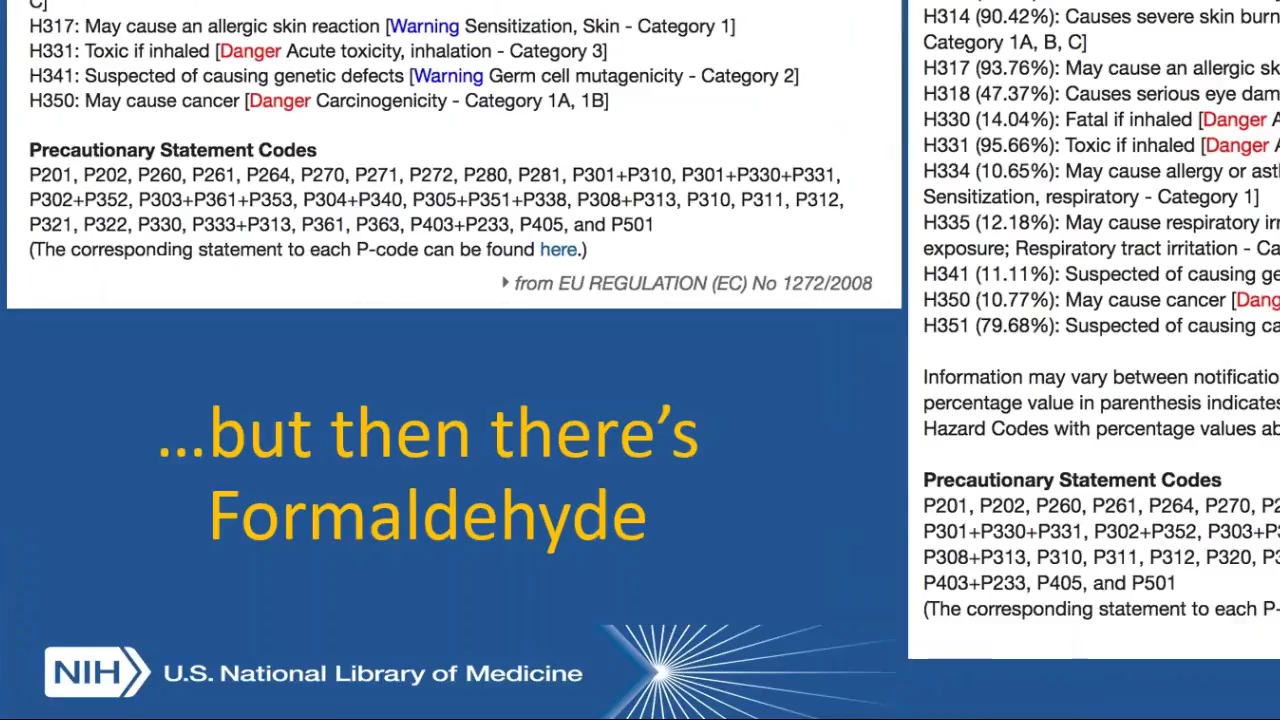 C]
H317: May cause an allergic skin reaction [Warning Sensitization, Skin - Category 1]
H331: Toxic if inhaled [Danger Acute toxicity, inhalation - Category 3]
H341: Suspected of causing genetic defects [Warning Germ cell mutagenicity - Category 2]
H350: May cause cancer [Danger Carcinogenicity - Category 1A, 1B]
Precautionary Statement Codes
P201, P202, P260, P261, P264, P270, P271, P272, P280, P281, P301+P310, P301+P330+P331,
P302+P352, P303+P361+P353, P304+P340, P305+P351+P338, P308+P313, P310, P311, P312,
P321, P322, P330, P333+P313, P361, P363, P403+P233, P405, and P501
(The corresponding statement to each P-code can be found here.)
from EU REGULATION (EC) No 1272/2008
...but then there's
Formaldehyde
NIH U.S. National Library of Medicine
H314 (90.42%): Causes severe skin burn
Category 1A, B, C]
H317 (93.76%): May cause an allergic sk
H318 (47.37%): Causes serious eye dam
H330 (14.04%): Fatal if inhaled [Danger A
H331 (95.66%): Toxic if inhaled [Danger A
H334 (10.65%): May cause allergy or asth
Sensitization, respiratory - Category 1]
H335 (12.18%): May cause respiratory irr
exposure; Respiratory tract irritation - Ca
H341 (11.11%): Suspected of causing ge
H350 (10.77%): May cause cancer [Dang
H351 (79.68%): Suspected of causing ca
Information may vary between notificatio
percentage value in parenthesis indicates
Hazard Codes with percentage values ab
Precautionary Statement Codes
P201, P202, P260, P261, P264, P270, P2
P301+P330+P331, P302+P352, P303+P3
P308+P313, P310, P311, P312, P320, P3
P403+P233, P405, and P501
(The corresponding statement to each P-